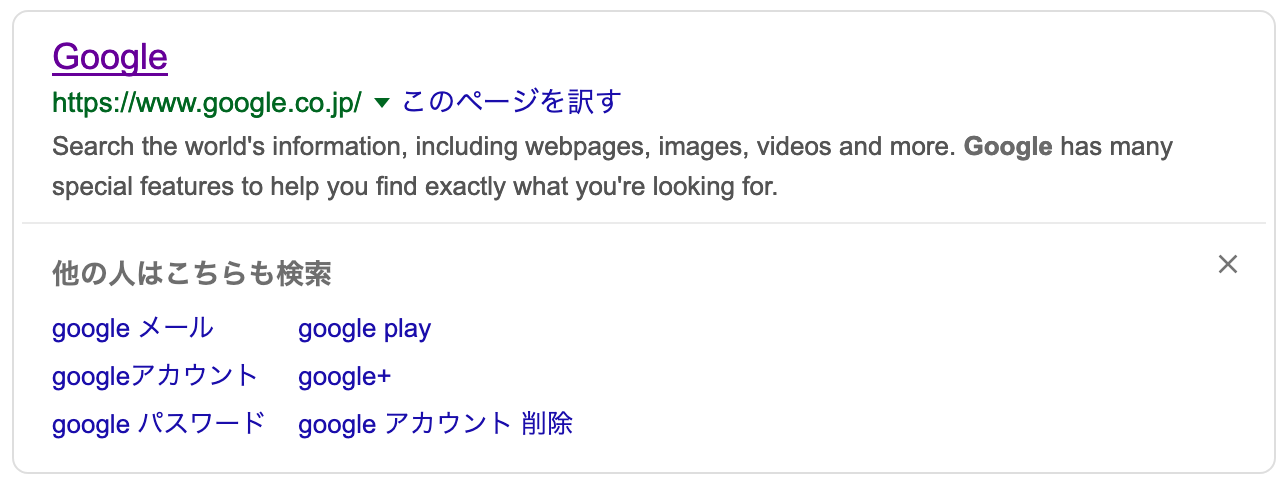 Google
https://www.google.co.jp/ ▼ このページを訳す
Search the world's information, including webpages, images, videos and more. Google has many
special features to help you find exactly what you're looking for.
他の人はこちらも検索
google メール google play
googleアカウント google+
google パスワード google アカウント 削除